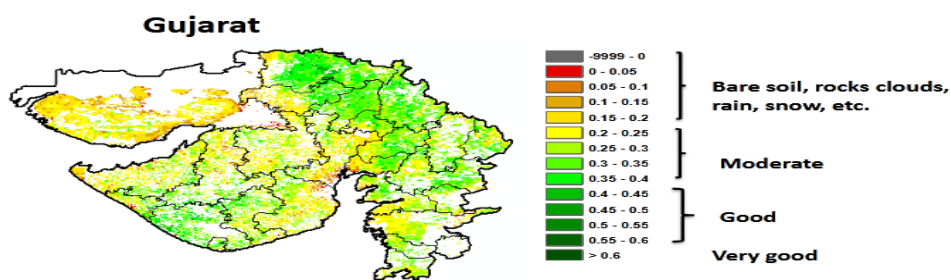 Gujarat
-9999 - 0
0 - 0.05
0.05 - 0.1
0.1 - 0.15
0.15 - 0.2
0.2 - 0.25
0.25 - 0.3
0.3 - 0.35
0.35 - 0.4
0.4 - 0.45
0.45 - 0.5
0.5 - 0.55
0.55 - 0.6
> 0.6
Bare soil, rocks clouds,
rain, snow, etc.
Moderate
Good
Very good